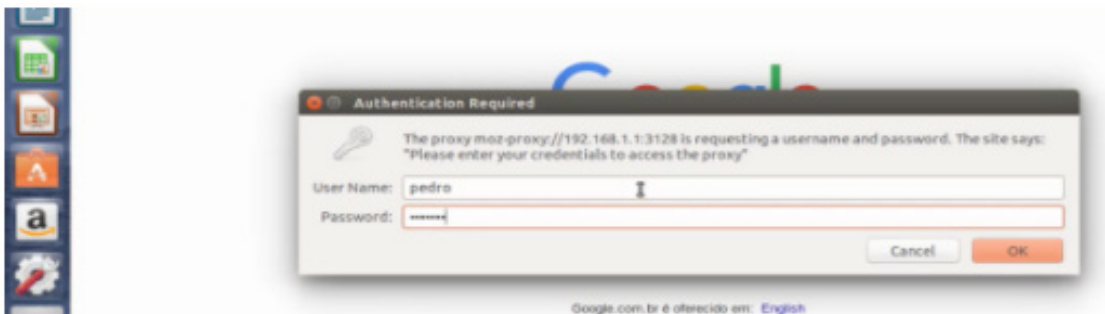 Google
Authentication Required
The proxy moz-proxy://192.168.1.1:3128 is requesting a username and password. The site says:
"Please enter your credentials to access the proxy"
User Name: pedro
Password: •••••••
Cancel OK
Google.com.br é oferecido em: English